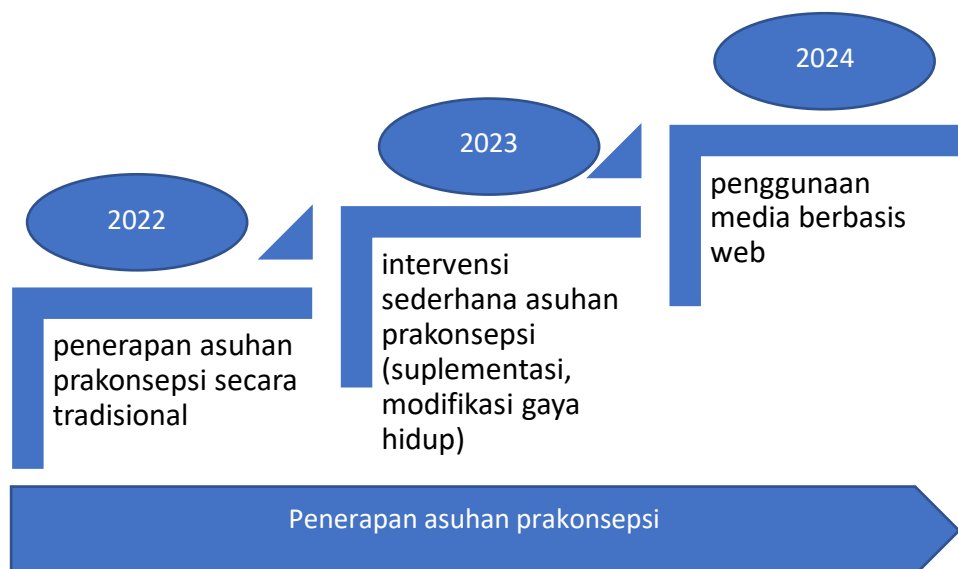 2022
penerapan asuhan
prakonsepsi secara
tradisional
2023
intervensi
sederhana asuhan
prakonsepsi
(suplementasi,
modifikasi gaya
hidup)
2024
penggunaan
media berbasis
web
Penerapan asuhan prakonsepsi